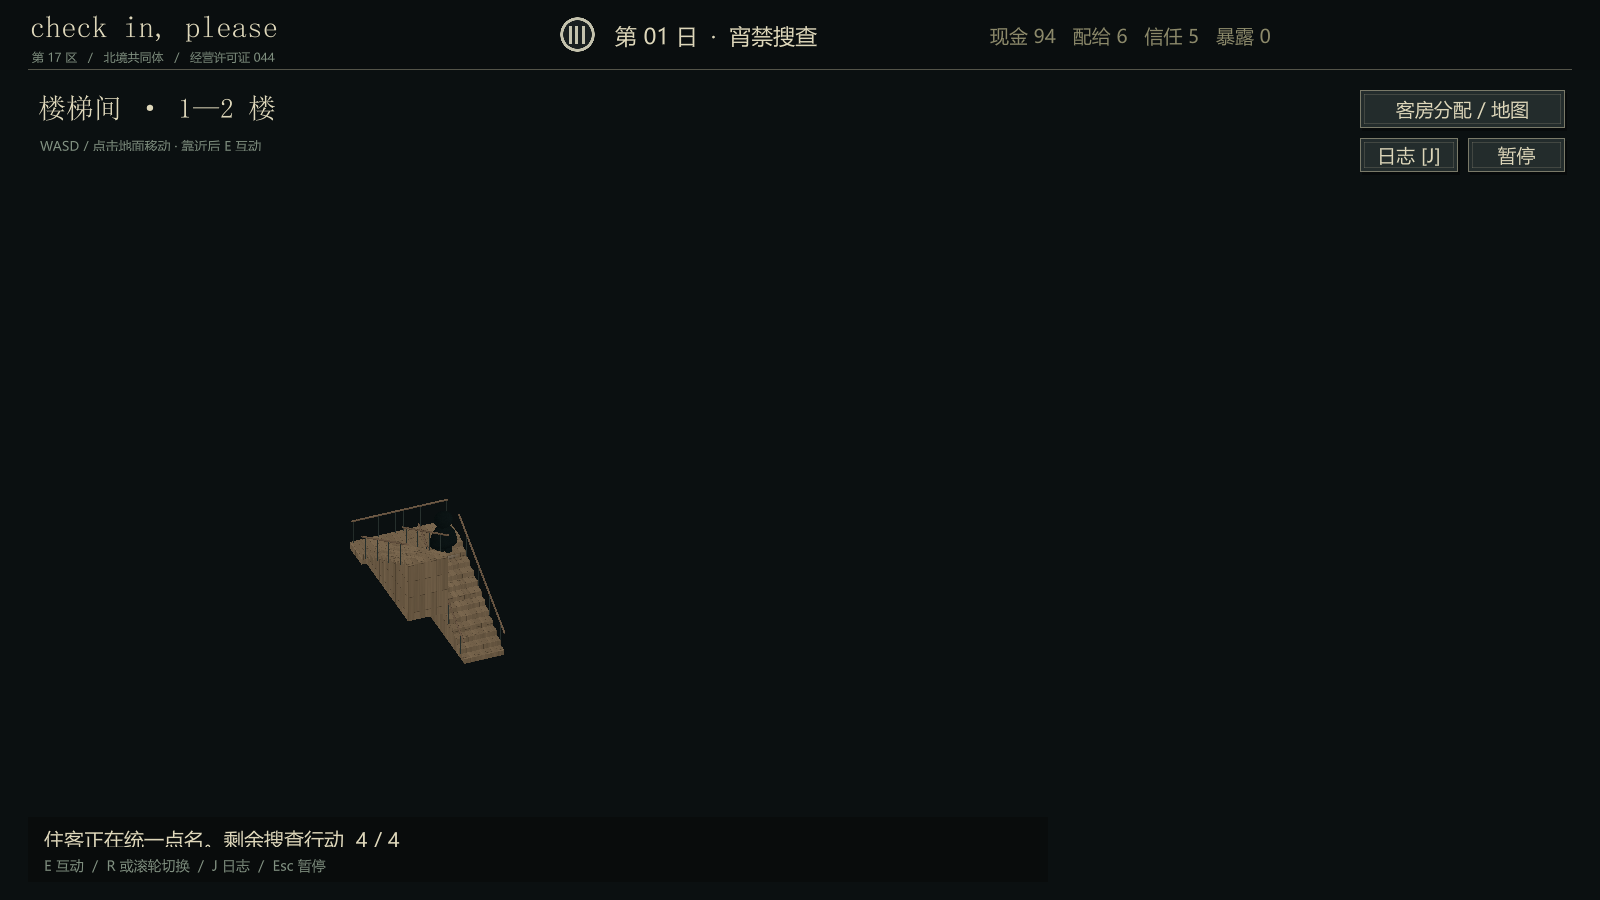 check in, please
第 17 区 / 北境共同体 / 经营许可证 044
第 01 日 · 宵禁搜查
现金 94 配给 6 信任 5 暴露 0
楼梯间 • 1—2 楼
WASD / 点击地面移动 · 靠近后 E 互动
客房分配 / 地图
日志 [J]
暂停
住客正在统一点名。剩余搜查行动 4 / 4
E 互动 / R 或滚轮切换 / J 日志 / Esc 暂停